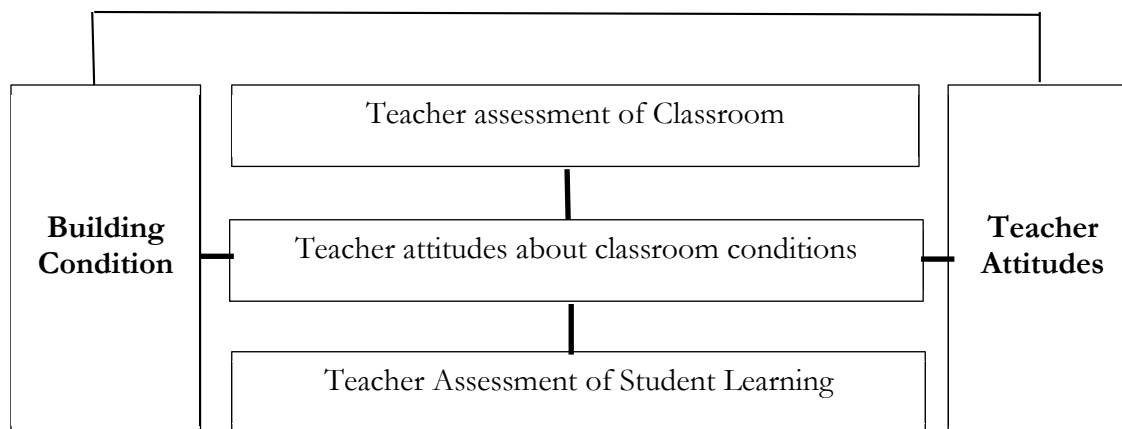 Teacher assessment of Classroom
Building
Condition
Teacher attitudes about classroom conditions
Teacher
Attitudes
Teacher Assessment of Student Learning